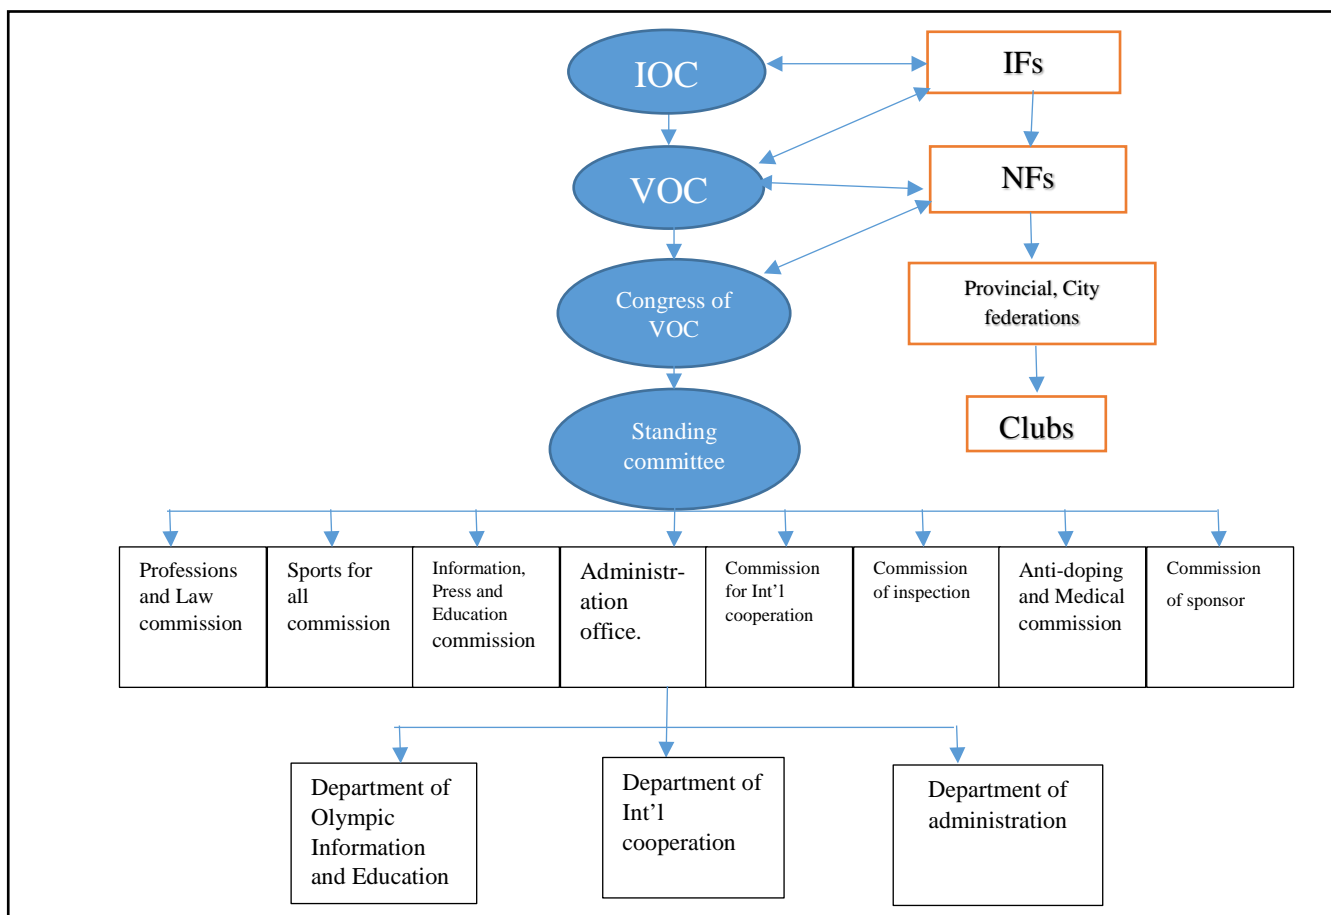 IOC
IFs
VOC
NFs
Congress of
VOC
Provincial, City
federations
Standing
committee
Clubs
Professions
and Law
commission
Sports for
all
commission
Information,
Press and
Education
commission
Administr-
ation
office.
Commission
for Int’l
cooperation
Commission
of inspection
Anti-doping
and Medical
commission
Commission
of sponsor
Department of
Olympic
Information
and Education
Department of
Int’l
cooperation
Department of
administration